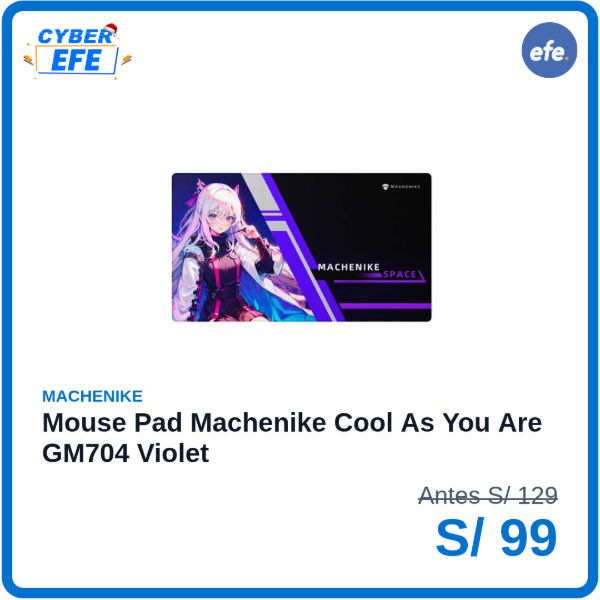 CYBER
EFE
efe.
MACHENIKE
MACHENIKE
SPACE
MACHENIKE
Mouse Pad Machenike Cool As You Are
GM704 Violet
Antes S/ 129
S/ 99